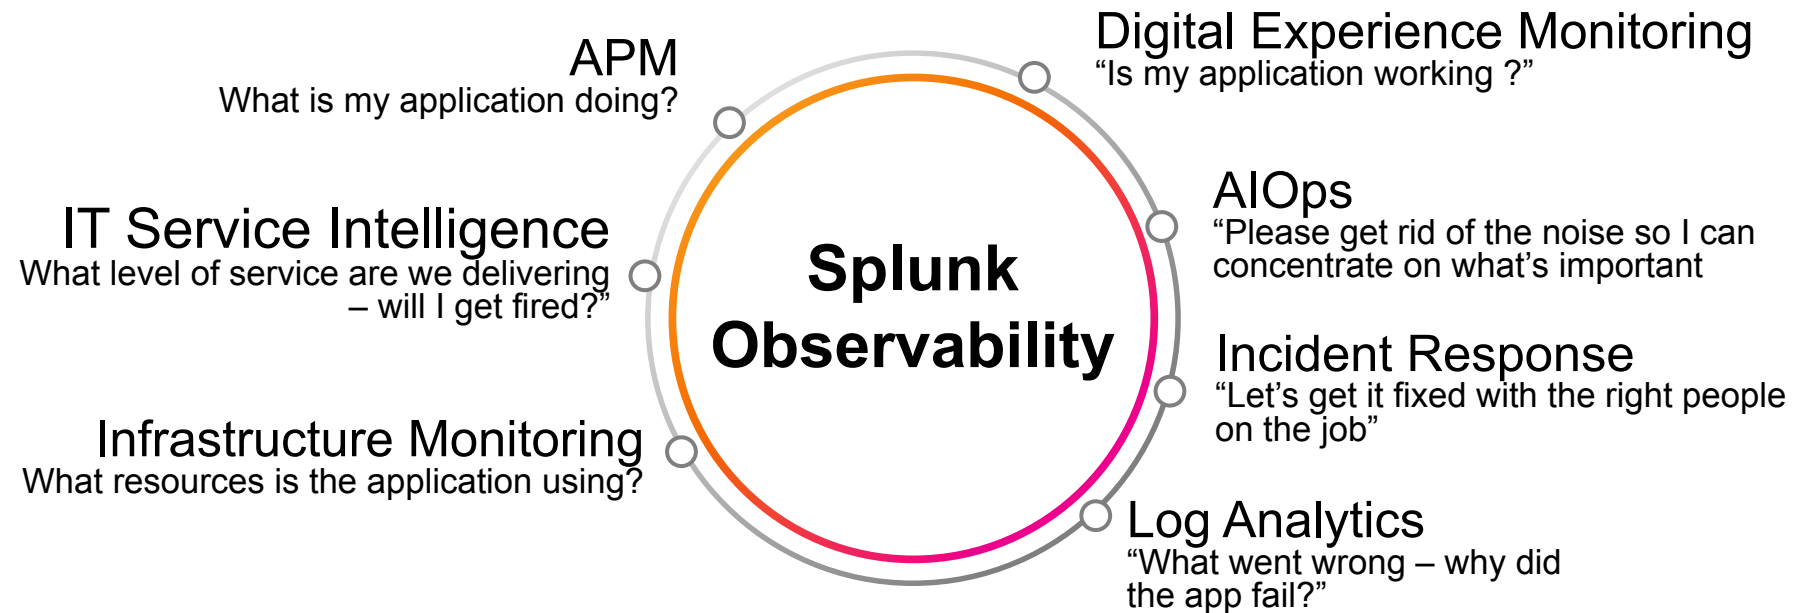 APM
What is my application doing?
IT Service Intelligence
What level of service are we delivering
– will I get fired?”
Infrastructure Monitoring
What resources is the application using?
Splunk
Observability
Digital Experience Monitoring
“Is my application working ?”
AIOps
“Please get rid of the noise so I can
concentrate on what’s important
Incident Response
“Let’s get it fixed with the right people
on the job”
Log Analytics
“What went wrong – why did
the app fail?”